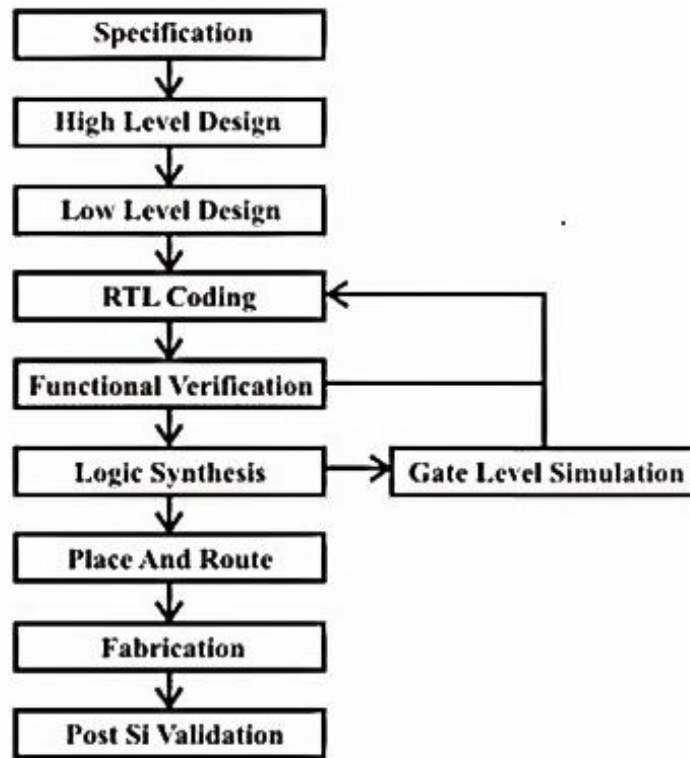 Specification
High Level Design
Low Level Design
RTL Coding
Functional Verification
Logic Synthesis
Gate Level Simulation
Place And Route
Fabrication
Post Si Validation